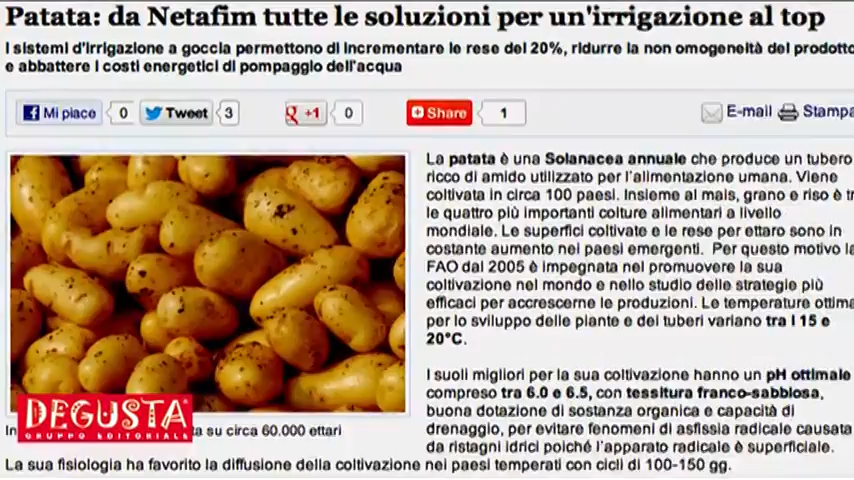 Patata: da Netafim tutte le soluzioni per un'irrigazione al top
I sistemi d'irrigazione a goccia permettono di incrementare le rese del 20%, ridurre la non omogeneità del prodotto
e abbattere i costi energetici di pompaggio dell'acqua
Mi piace 0 Tweet 3 +1 0 Share 1 E-mail Stampa
La patata è una Solanacea annuale che produce un tubero
ricco di amido utilizzato per l'alimentazione umana. Viene
coltivata in circa 100 paesi. Insieme al mais, grano e riso è
le quattro più importanti colture alimentari a livello
mondiale. Le superfici coltivate e le rese per ettaro sono in
costante aumento nei paesi emergenti. Per questo motivo la
FAO dal 2005 è impegnata nel promuovere la sua
coltivazione nel mondo e nello studio delle strategie più
efficaci per accrescerne le produzioni. Le temperature
per lo sviluppo delle piante e dei tuberi variano tra i 15 e
20°C.
I suoli migliori per la sua coltivazione hanno un pH ottimale
compreso tra 6.0 e 6.5, con tessitura franco-sabbiosa,
buona dotazione di sostanza organica e capacità di
drenaggio, per evitare fenomeni di asfissia radicale causata
da ristagni idrici poiché l'apparato radicale è superficiale.
DEGUSTA
GRUPPO EDITORIALE
su circa 60.000 ettari
La sua fisiologia ha favorito la diffusione della coltivazione nei paesi temperati con cicli di 100-150 gg.